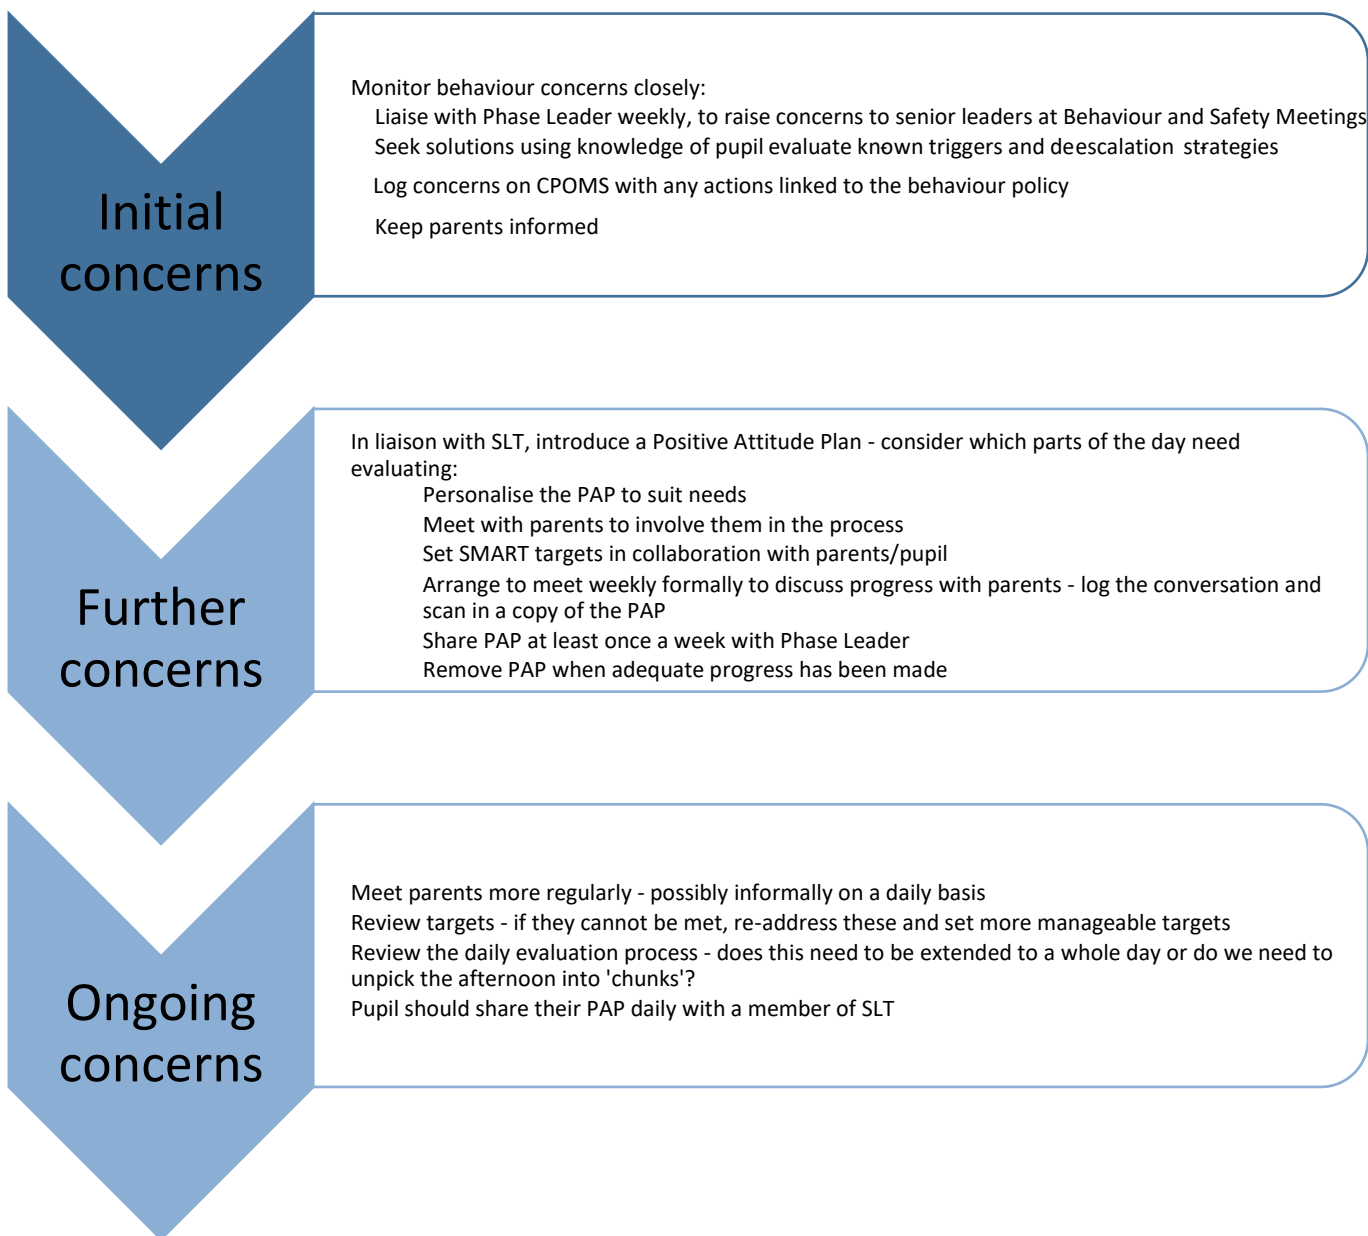 Initial
concerns
Monitor behaviour concerns closely:
Liaise with Phase Leader weekly, to raise concerns to senior leaders at Behaviour and Safety Meetings
Seek solutions using knowledge of pupil evaluate known triggers and deescalation strategies
Log concerns on CPOMS with any actions linked to the behaviour policy
Keep parents informed
Further
concerns
In liaison with SLT, introduce a Positive Attitude Plan - consider which parts of the day need
evaluating:
Personalise the PAP to suit needs
Meet with parents to involve them in the process
Set SMART targets in collaboration with parents/pupil
Arrange to meet weekly formally to discuss progress with parents - log the conversation and
scan in a copy of the PAP
Share PAP at least once a week with Phase Leader
Remove PAP when adequate progress has been made
Ongoing
concerns
Meet parents more regularly - possibly informally on a daily basis
Review targets - if they cannot be met, re-address these and set more manageable targets
Review the daily evaluation process - does this need to be extended to a whole day or do we need to
unpick the afternoon into 'chunks'?
Pupil should share their PAP daily with a member of SLT